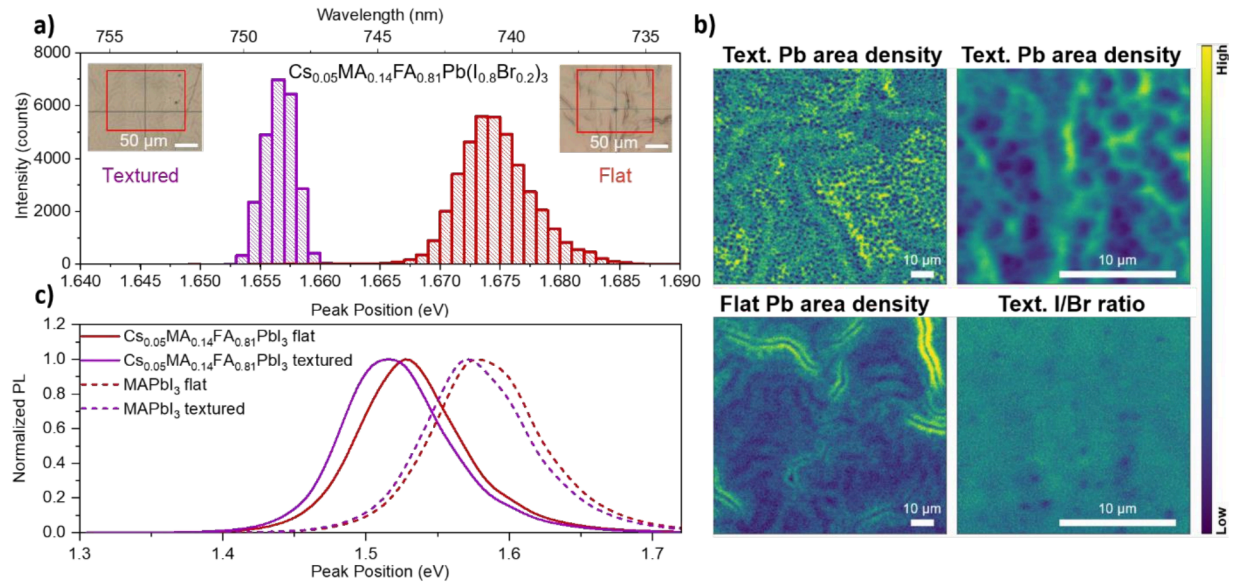 a)
Wavelength (nm)
755 750 745 740 735
8000
6000
4000
2000
0
Intensity (counts)
Cs0.05MA0.14FA0.81Pb(I0.8Br0.2)3
50 µm
50 µm
Textured
Flat
1.640 1.645 1.650 1.655 1.660 1.665 1.670 1.675 1.680 1.685 1.690
Peak Position (eV)
b)
Text. Pb area density
10 µm
Text. Pb area density
10 µm
Flat Pb area density
10 µm
Text. I/Br ratio
10 µm
High
Low
c)
1.2
1.0
0.8
0.6
0.4
0.2
0.0
Normalized PL
Cs0.05MA0.14FA0.81PbI3 flat
Cs0.05MA0.14FA0.81PbI3 textured
MAPbI3 flat
MAPbI3 textured
1.3 1.4 1.5 1.6 1.7
Peak Position (eV)